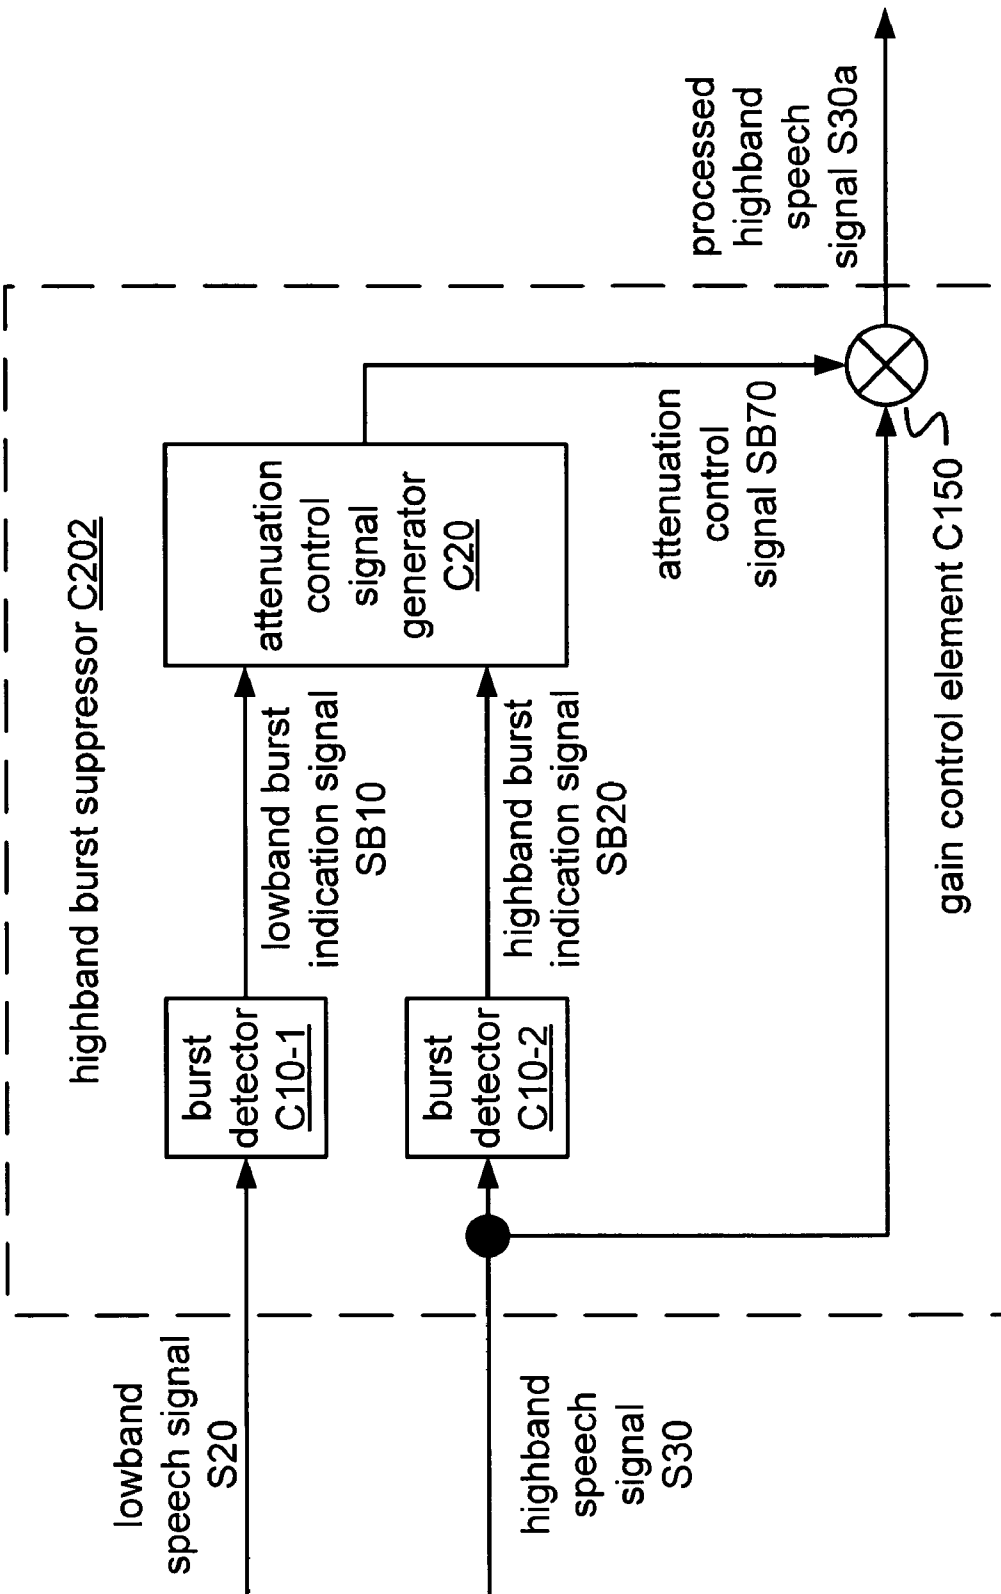 highband burst suppressor C202
lowband
speech signal
S20
burst
detector
C10-1
lowband burst
indication signal
SB10
attenuation
control
signal
generator
C20
highband
speech
signal
S30
burst
detector
C10-2
highband burst
indication signal
SB20
attenuation
control
signal SB70
processed
highband
speech
signal S30a
gain control element C150